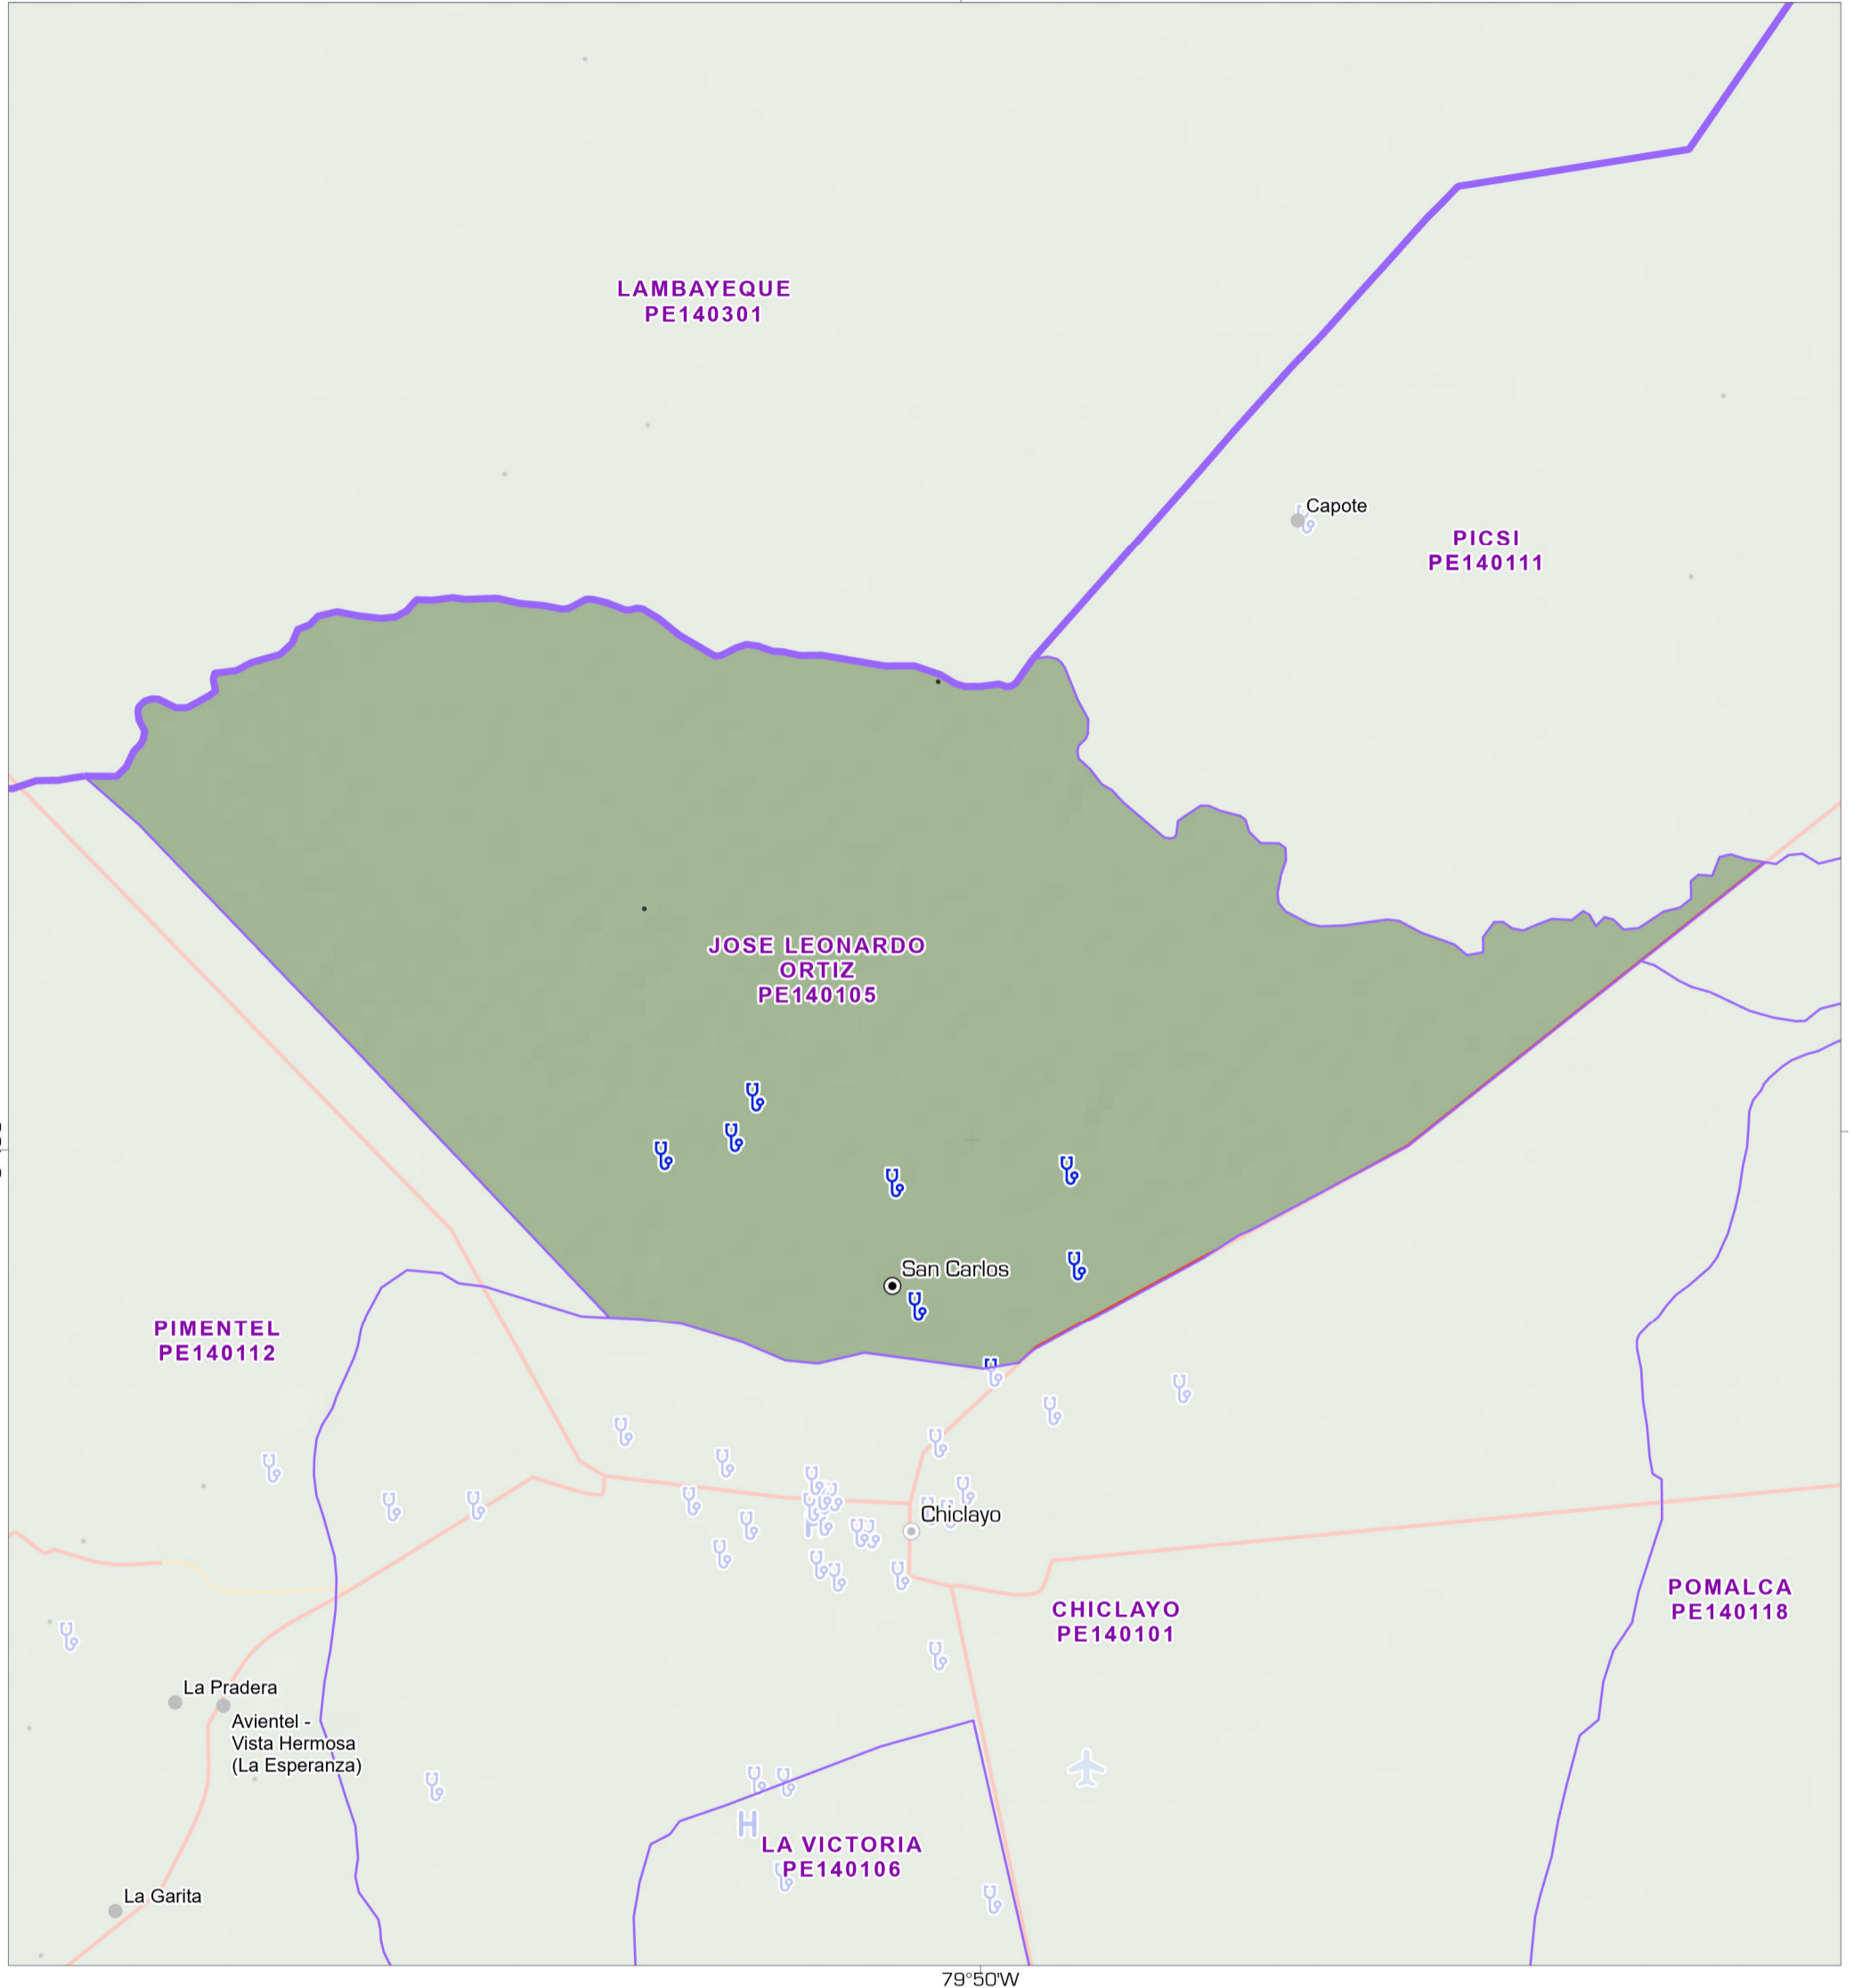 LAMBAYEQUE
PE140301
Capote
PICSI
PE140111
JOSE LEONARDO
ORTIZ
PE140105
San Carlos
PIMENTEL
PE140112
H
Chiclayo
CHICLAYO
PE140101
POMALCA
PE140118
La Pradera
Avientel -
Vista Hermosa
(La Esperanza)
H
LA VICTORIA
PE140106
La Garita
79°50'W